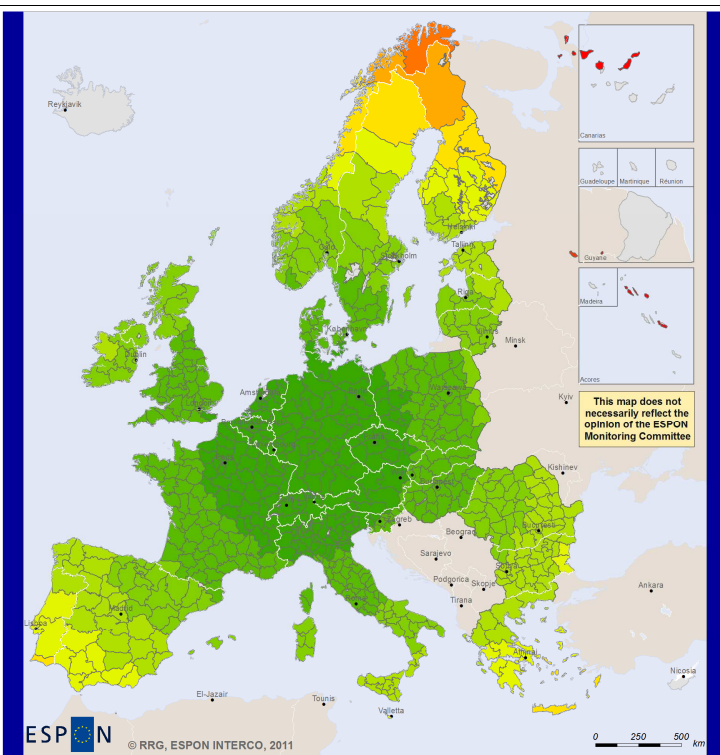 Reykjavik
Canarias
Guadeloupe Martinique Réunion
Guyane
Madeira
Acores
This map does not
necessarily reflect the
opinion of the ESPON
Monitoring Committee
Oslo
Helsinki
Tallinn
Stockholm
Riga
København
Vilnius
Minsk
Dublin
Amsterdam
Warszawa
Kyiv
London
Kishinev
Zagreb
Beograd
Bucuresti
Sarajevo
Sofia
Podgorica
Skopje
Tirana
Ankara
Roma
Madrid
Lisboa
Athinai
Nicosia
El-Jazair
Tounis
Valletta
ESPON
© RRG, ESPON INTERCO, 2011
0 250 500
km